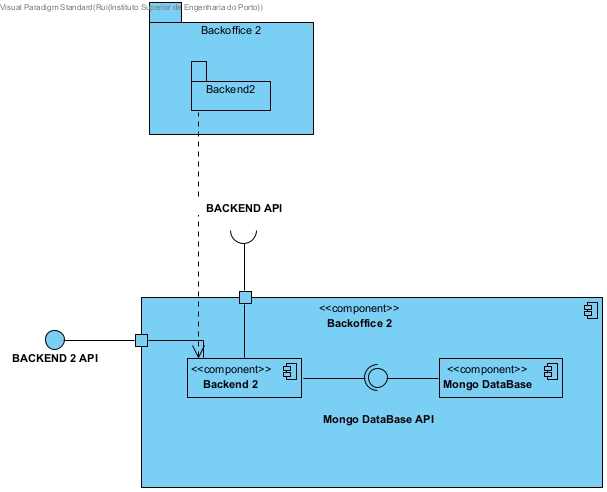 Visual Paradigm Standard(Rui(Instituto Superior de Engenharia do Porto))
Backoffice 2
Backend2
BACKEND API
<<component>>
Backoffice 2
BACKEND 2 API
<<component>>
Backend 2
<<component>>
Mongo DataBase
Mongo DataBase API